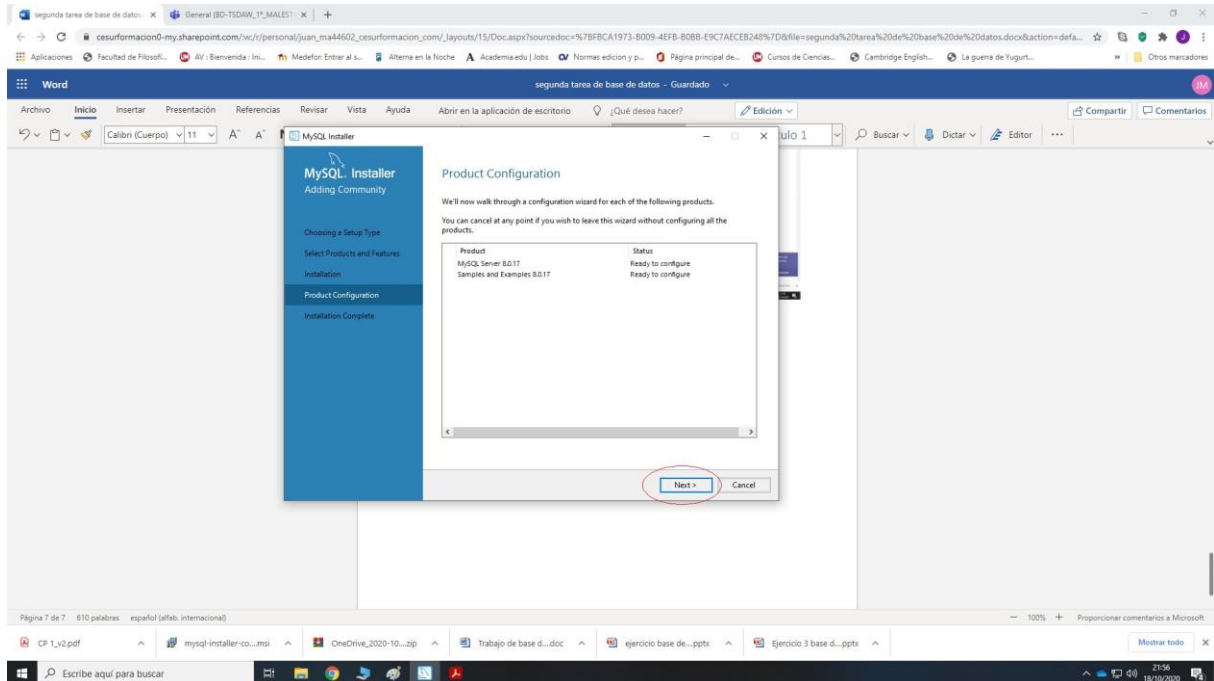 segunda tarea de base de datos
General (BD-TSDAW_1º_MALEST
cesurformacion0-my.sharepoint.com/:w:/r/personal/juan_ma44602_cesurformacion_com/_layouts/15/Doc.aspx?sourcedoc=%7BFBCA1973-8009-4EFB-80BB-E9C7AECEB248%7D&file=segunda%20tarea%20de%20base%20de%20datos.docx&action=defa...
Aplicaciones Facultad de Filosofí... AV : Bienvenida : Ini... Medefor: Entrar al s... Alterna en la Noche Academia.edu | Jobs Normas edicion y p... Página principal de... Cursos de Ciencias... Cambridge English... La guerra de Yugurt... » Otros marcadores
Word segunda tarea de base de datos - Guardado JM
Archivo Inicio Insertar Presentación Referencias Revisar Vista Ayuda Abrir en la aplicación de escritorio ¿Qué desea hacer? Edición Compartir Comentarios
Calibri (Cuerpo) 11 A A ulo 1 Buscar Dictar Editor ...
MySQL Installer
MySQL. Installer
Adding Community
Choosing a Setup Type
Select Products and Features
Installation
Product Configuration
Installation Complete
Product Configuration
We'll now walk through a configuration wizard for each of the following products.
You can cancel at any point if you wish to leave this wizard without configuring all the
products.
Product Status
MySQL Server 8.0.17 Ready to configure
Samples and Examples 8.0.17 Ready to configure
Next > Cancel
Página 7 de 7 610 palabras español (alfab. internacional) - 100% + Proporcionar comentarios a Microsoft
CP 1_v2.pdf mysql-installer-co....msi OneDrive_2020-10....zip Trabajo de base d....doc ejercicio base de....pptx Ejercicio 3 base d....pptx Mostrar todo X
Escribe aquí para buscar
21:56
18/10/2020